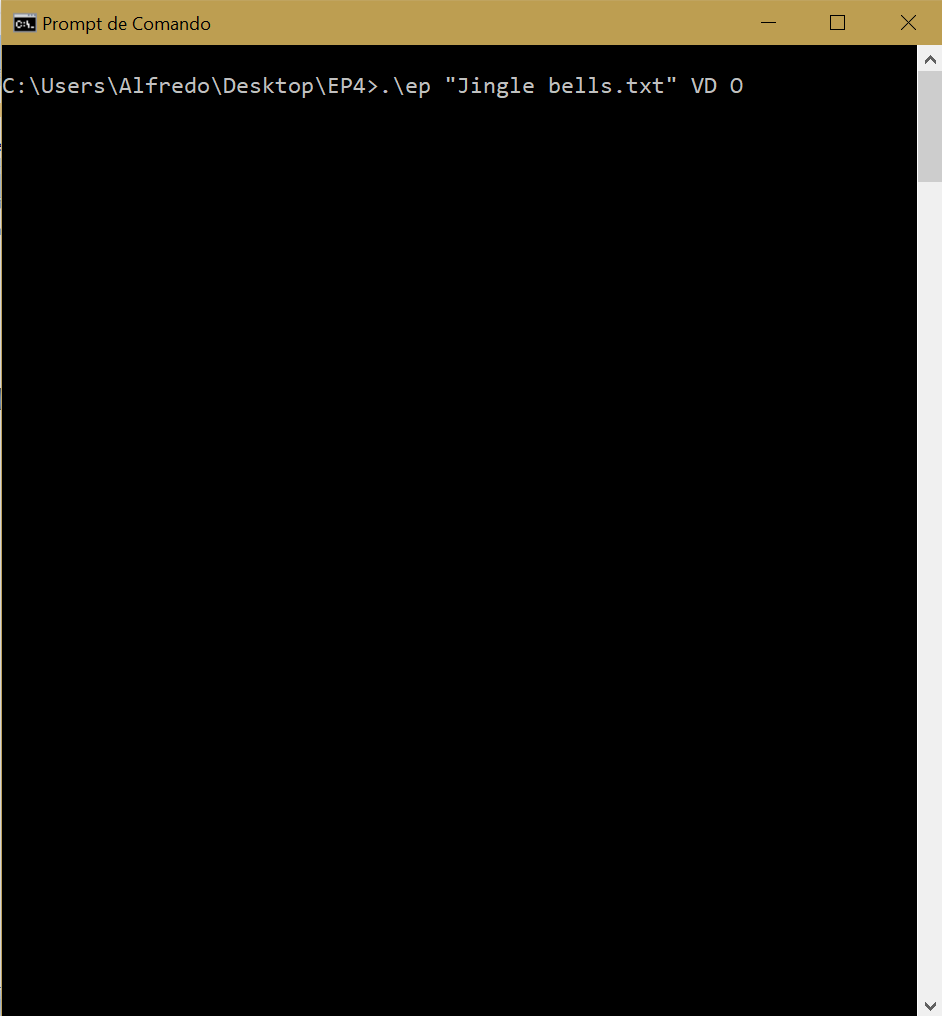 Prompt de Comando
C:\Users\Alfredo\Desktop\EP4>.\ep "Jingle bells.txt" VD O